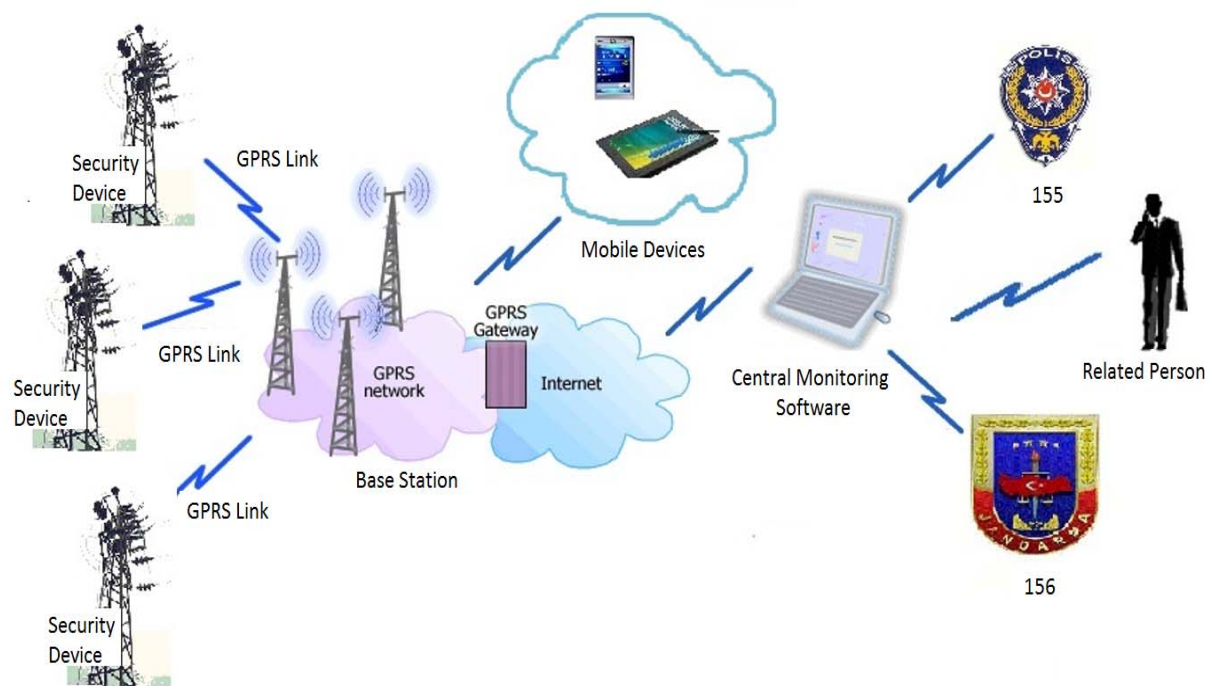 Security
Device
GPRS Link
Security
Device
GPRS Link
Security
Device
GPRS Link
GPRS
network
GPRS
Gateway
Internet
Base Station
Mobile Devices
Central Monitoring
Software
POLIS
155
Related Person
JANDARMA
156